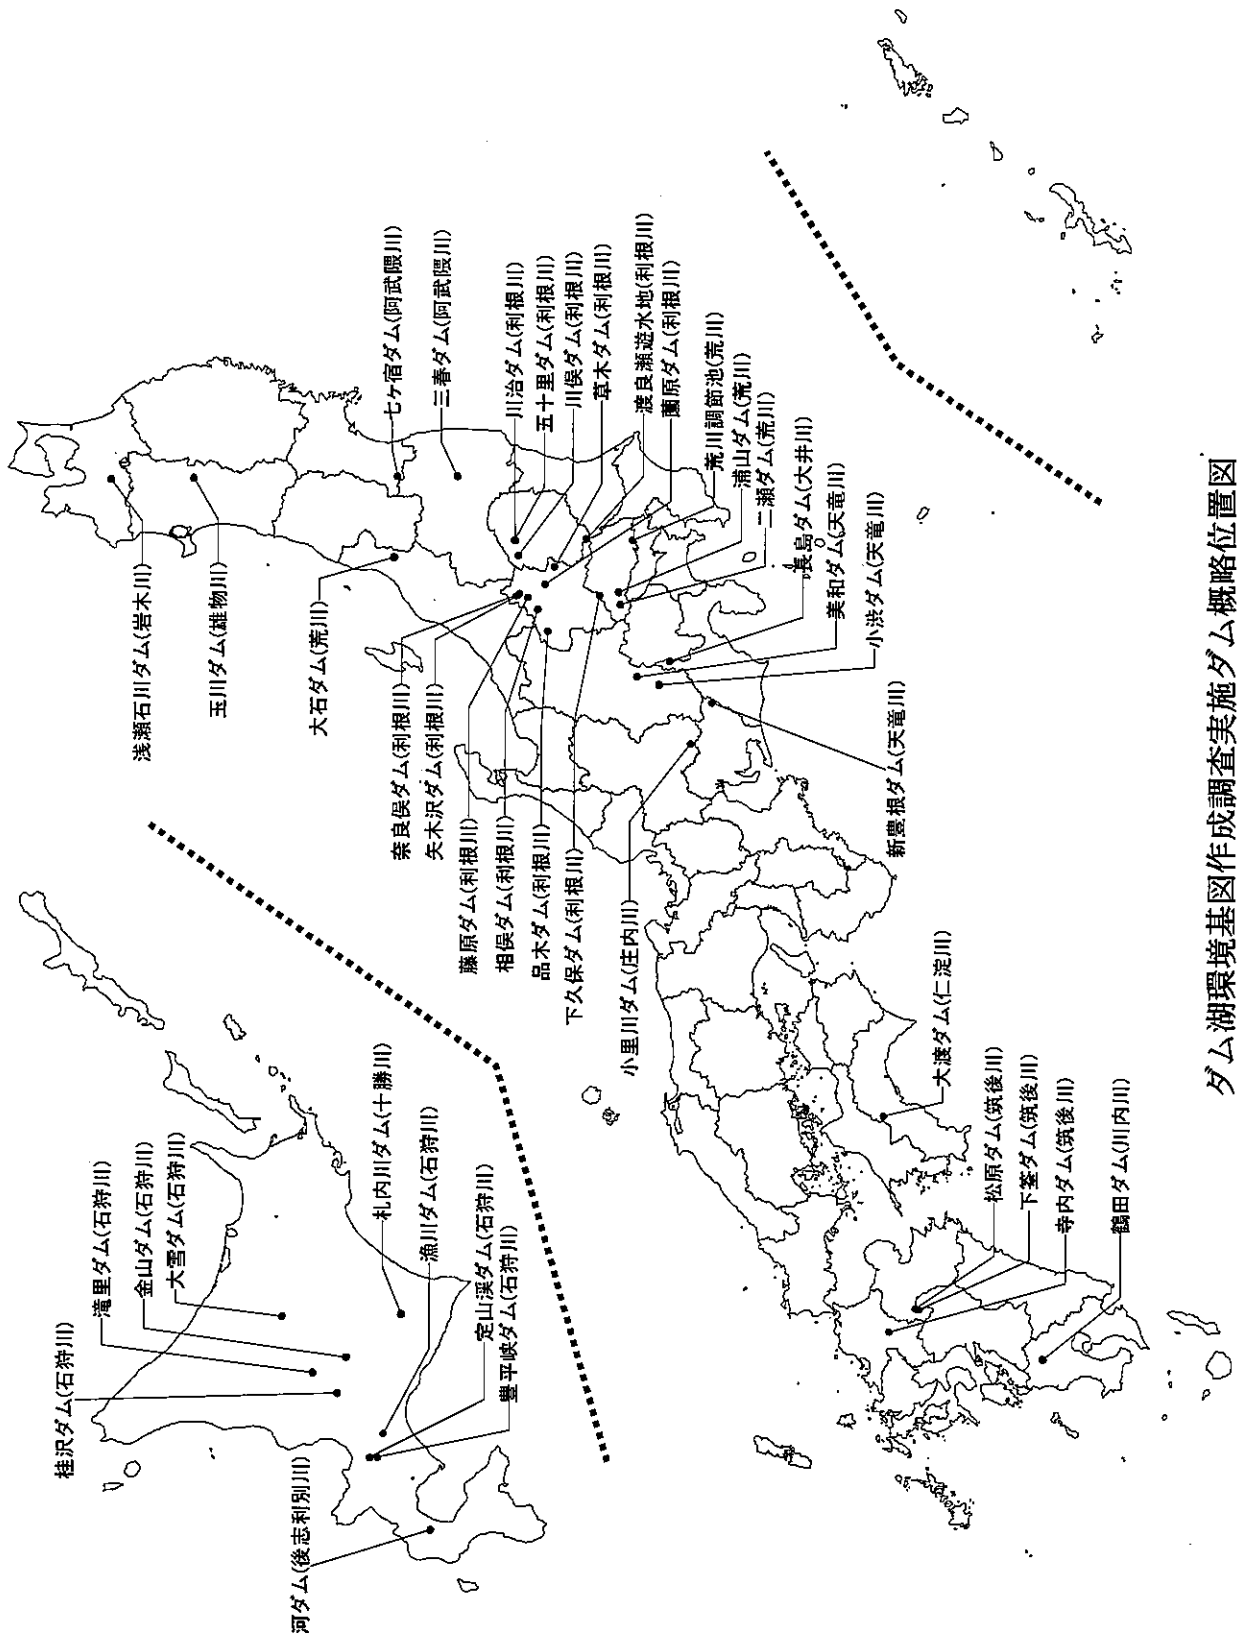 桂沢ダム(石狩川)
滝里ダム(石狩川)
金山ダム(石狩川)
大雪ダム(石狩川)
札内川ダム(十勝川)
漁川ダム(石狩川)
定山渓ダム(石狩川)
豊平峡ダム(石狩川)
河ダム(後志利別川)
浅瀬石川ダム(岩木川)
玉川ダム(雄物川)
大石ダム(荒川)
七ヶ宿ダム(阿武隈川)
三春ダム(阿武隈川)
奈良俣ダム(利根川)
矢木沢ダム(利根川)
藤原ダム(利根川)
相俣ダム(利根川)
品木ダム(利根川)
下久保ダム(利根川)
川治ダム(利根川)
五十里ダム(利根川)
川俣ダム(利根川)
草木ダム(利根川)
渡良瀬遊水地(利根川)
薗原ダム(利根川)
荒川調節池(荒川)
浦山ダム(荒川)
二瀬ダム(荒川)
長島ダム(大井川)
美和ダム(天竜川)
小渋ダム(天竜川)
新豊根ダム(天竜川)
小里川ダム(庄内川)
大渡ダム(仁淀川)
松原ダム(筑後川)
下筌ダム(筑後川)
寺内ダム(筑後川)
鶴田ダム(川内川)
ダム湖環境基図作成調査実施ダム概略位置図